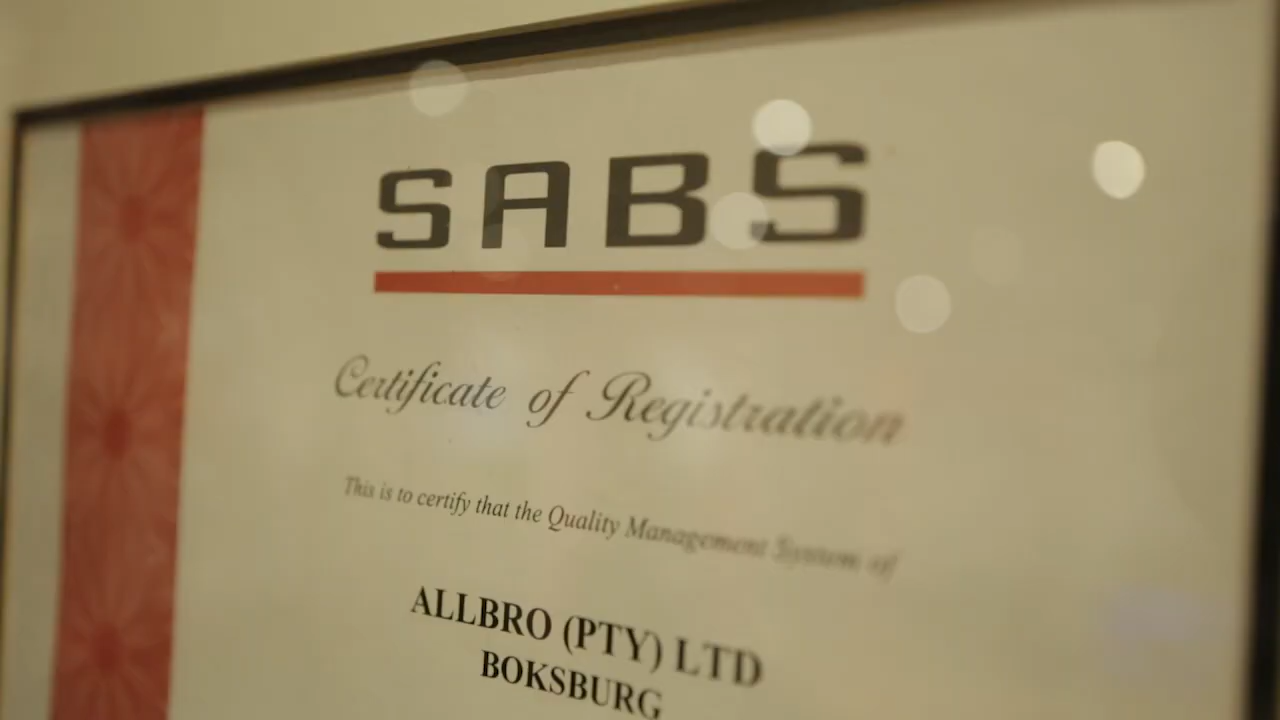 SABS
Certificate of Registration
This is to certify that the Quality Management System of
ALLBRO (PTY) LTD
BOKSBURG